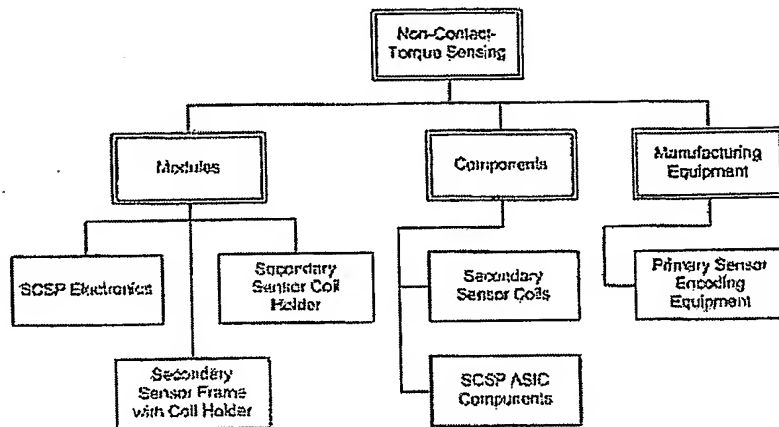 Non-Contact-
Torque Sensing
Modules
Components
Manufacturing
Equipment
SCSP Electronics
Secondary
Sensor Coil
Holder
Secondary
Sensor Coils
Primary Sensor
Encoding
Equipment
Secondary
Sensor Frame
with Coil Holder
SCSP ASIC
Components